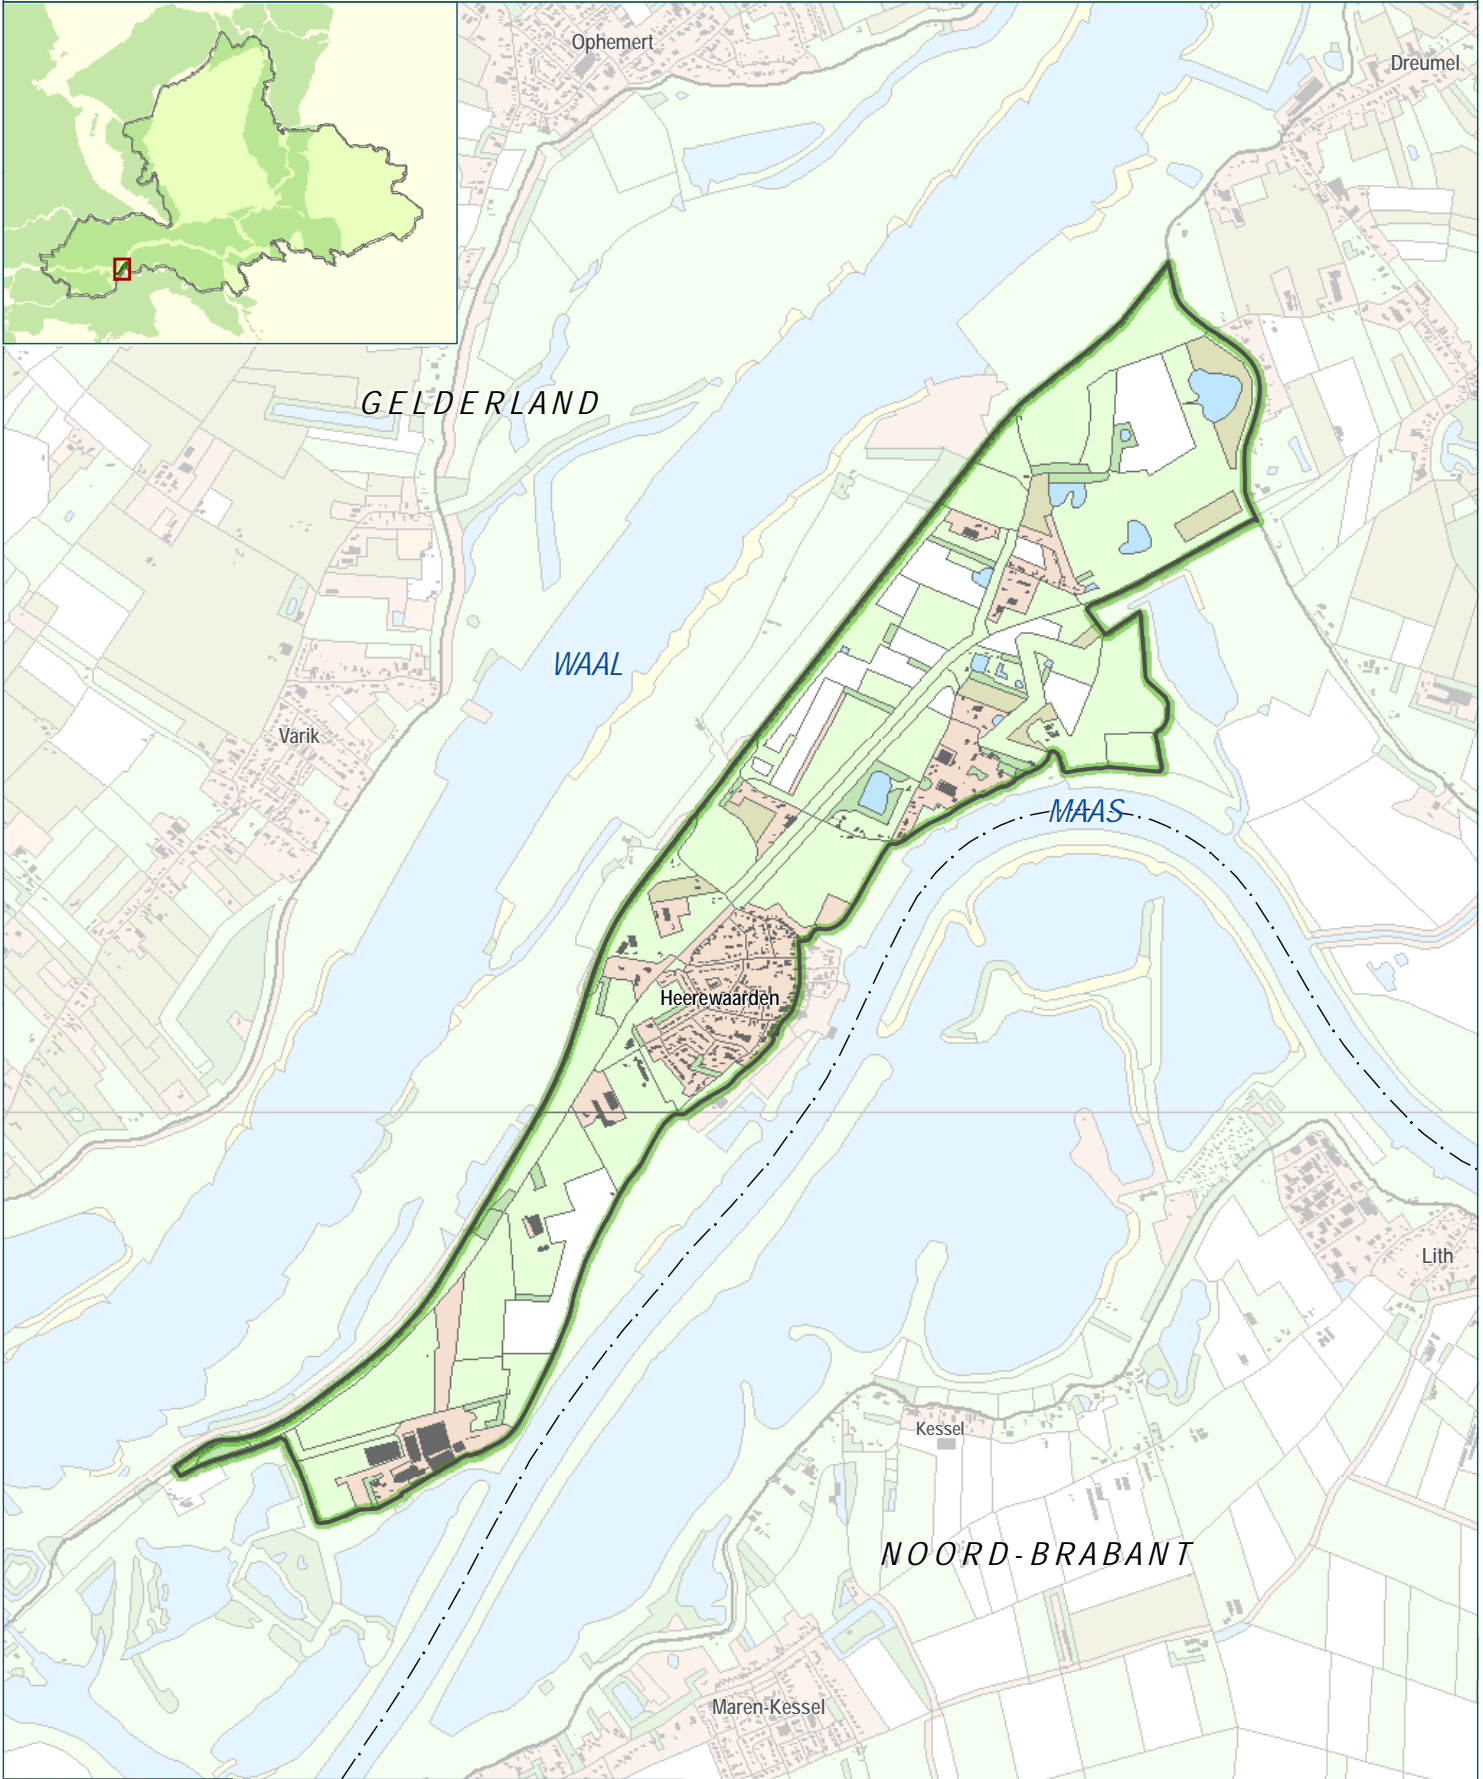 Ophemert
Dreumel
GELDERLAND
WAAL
Varik
MAAS
Heerewaarden
Lith
Kessel
NOORD-BRABANT
Maren-Kessel